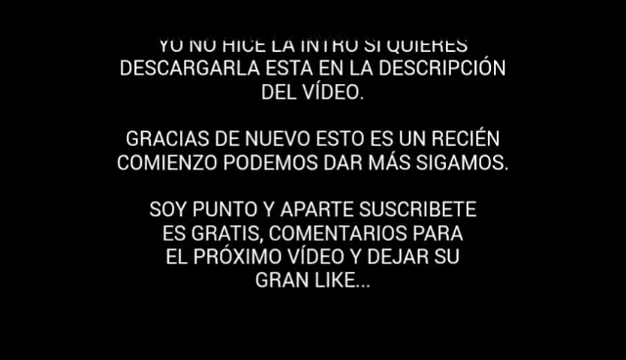 YO NO HICE LA INTRO SI QUIERES
DESCARGARLA ESTA EN LA DESCRIPCIÓN
DEL VÍDEO.
GRACIAS DE NUEVO ESTO ES UN RECIÉN
COMIENZO PODEMOS DAR MÁS SIGAMOS.
SOY PUNTO Y APARTE SUSCRIBETE
ES GRATIS, COMENTARIOS PARA
EL PRÓXIMO VÍDEO Y DEJAR SU
GRAN LIKE...